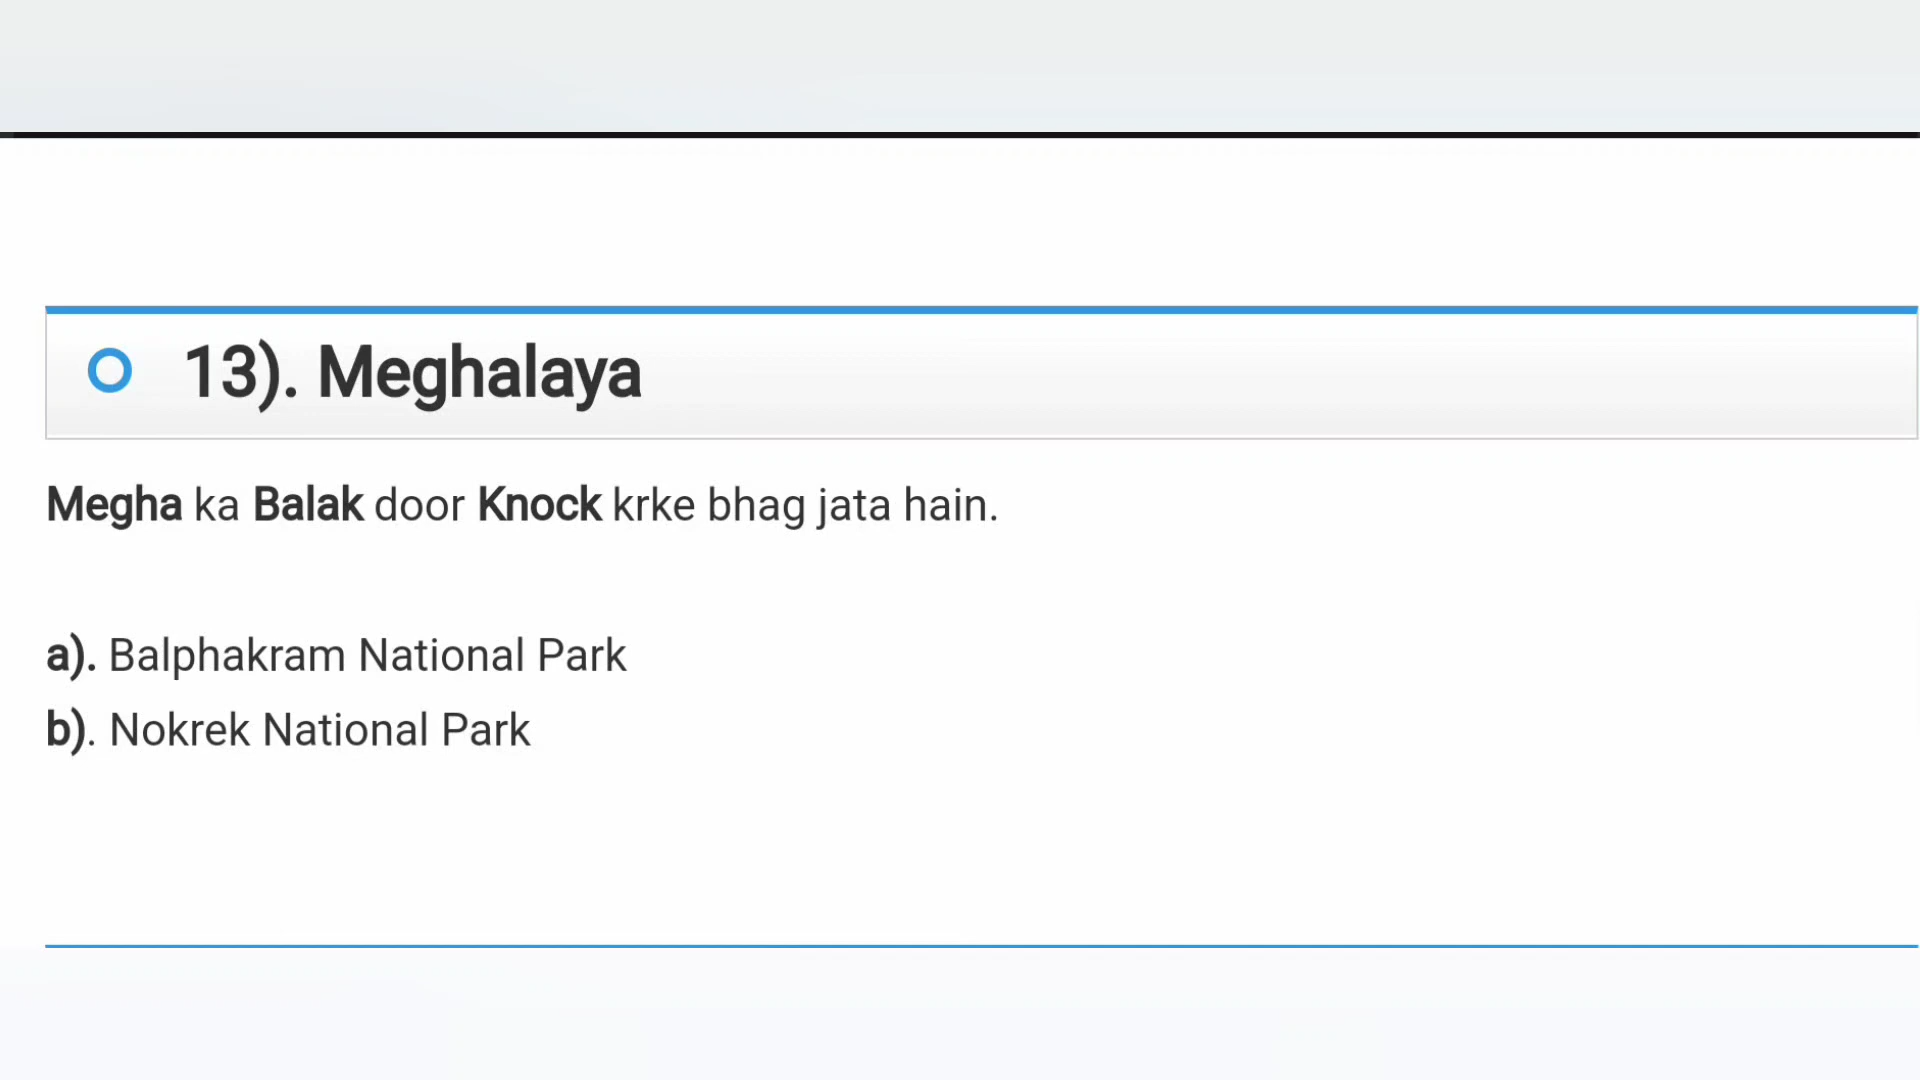 13). Meghalaya
Megha ka Balak door Knock krke bhag jata hain.
a). Balphakram National Park
b). Nokrek National Park